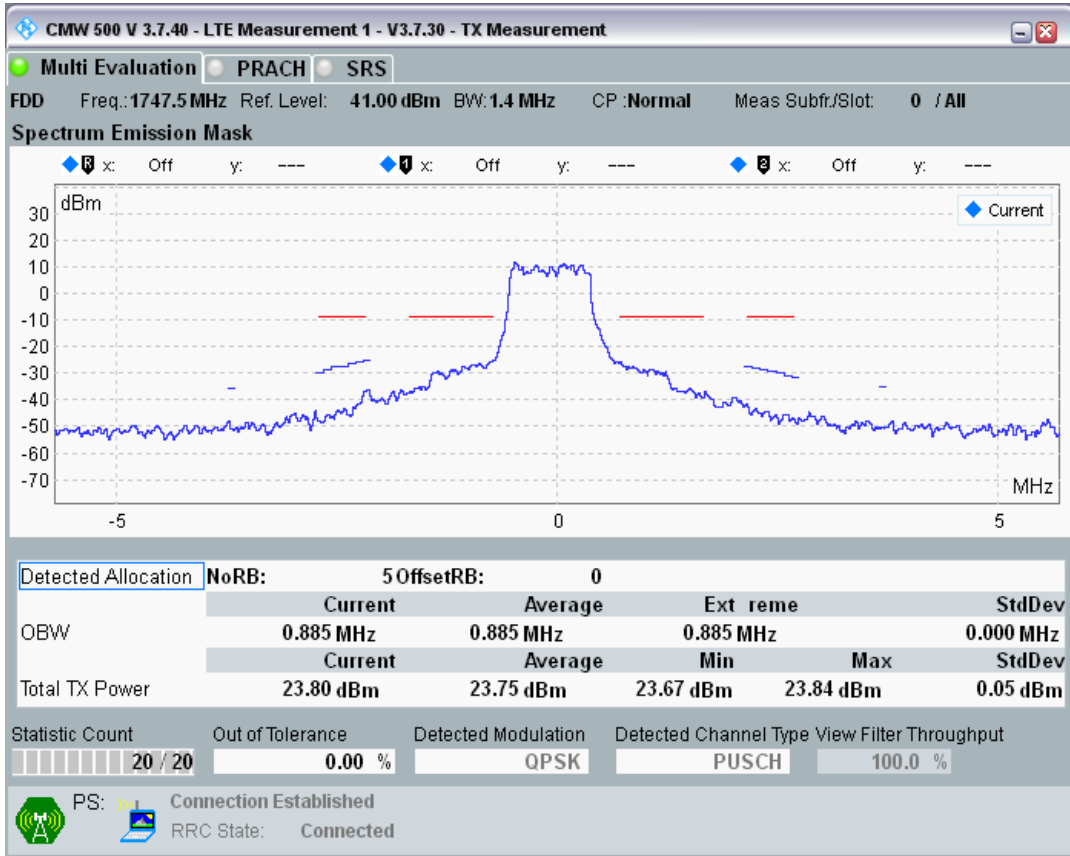 CMW 500 V 3.7.40 - LTE Measurement 1 - V3.7.30 - TX Measurement
Multi Evaluation PRACH SRS
FDD Freq.: 1747.5 MHz Ref. Level: 41.00 dBm BW: 1.4 MHz CP : Normal Meas Subfr./Slot: 0 / All
Spectrum Emission Mask
R x: Off y: --- 1 x: Off y: --- 2 x: Off y: ---
dBm
Current
30
20
10
0
-10
-20
-30
-40
-50
-60
-70
MHz
-5 0 5
Detected Allocation NoRB: 5 OffsetRB: 0
Current Average Ext reme StdDev
OBW 0.885 MHz 0.885 MHz 0.885 MHz 0.000 MHz
Current Average Min Max StdDev
Total TX Power 23.80 dBm 23.75 dBm 23.67 dBm 23.84 dBm 0.05 dBm
Statistic Count Out of Tolerance Detected Modulation Detected Channel Type View Filter Throughput
20 / 20 0.00 % QPSK PUSCH 100.0 %
PS: Connection Established
RRC State: Connected